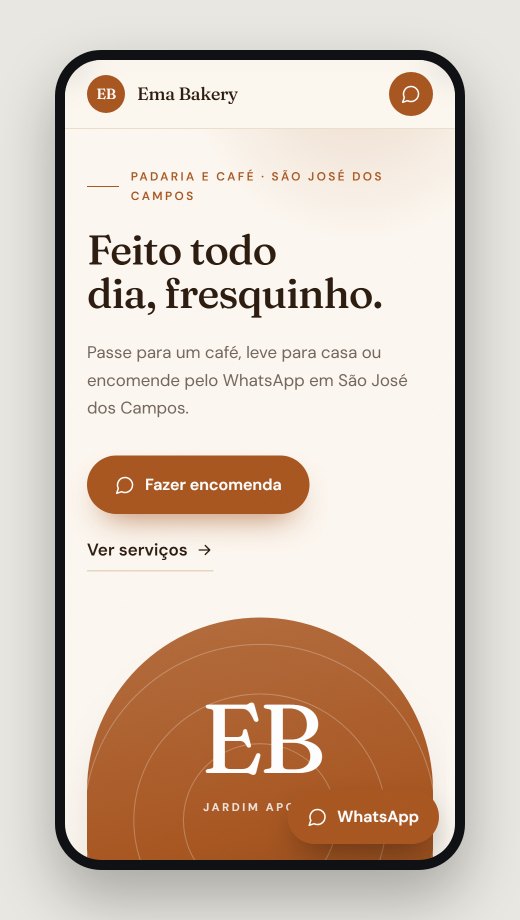 EB
Ema Bakery
PADARIA E CAFÉ · SÃO JOSÉ DOS
CAMPOS
Feito todo
dia, fresquinho.
Passe para um café, leve para casa ou
encomende pelo WhatsApp em São José
dos Campos.
Fazer encomenda
Ver serviços →
EB
JARDIM
WhatsApp